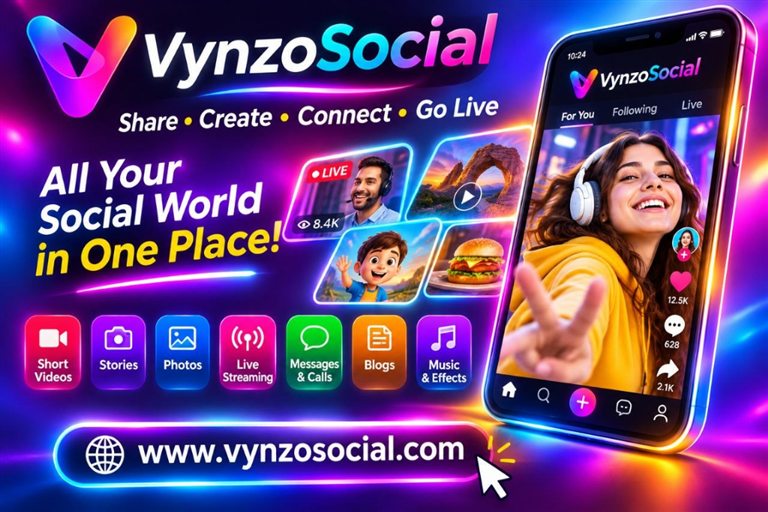 VynzoSocial
Share • Create • Connect • Go Live
All Your
Social World
in One Place!
LIVE
8.4K
Short
Videos
Stories
Photos
Live
Streaming
Messages
& Calls
Blogs
Music
& Effects
www.vynzosocial.com
10:24
VynzoSocial
For You
Following
Live
12.5K
628
2.1K